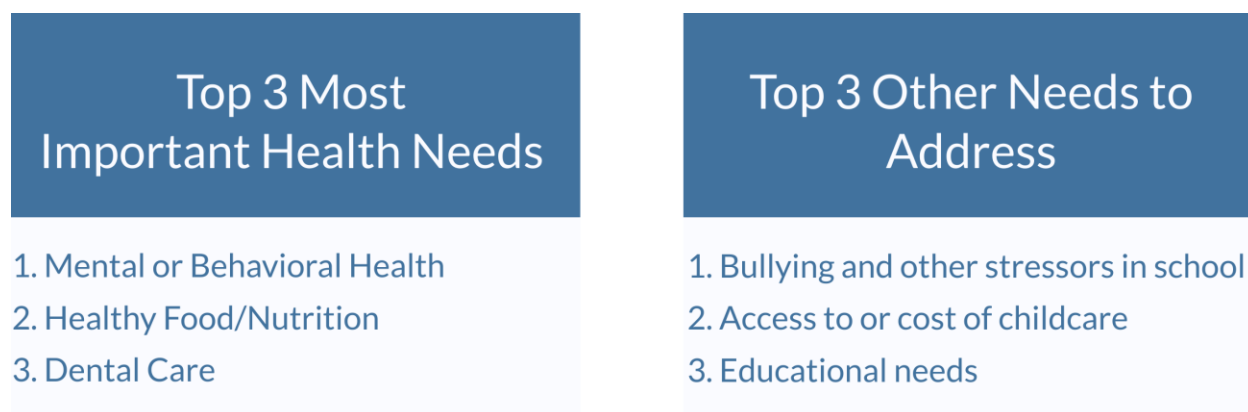 Top 3 Most
Important Health Needs
1. Mental or Behavioral Health
2. Healthy Food/Nutrition
3. Dental Care
Top 3 Other Needs to
Address
1. Bullying and other stressors in school
2. Access to or cost of childcare
3. Educational needs